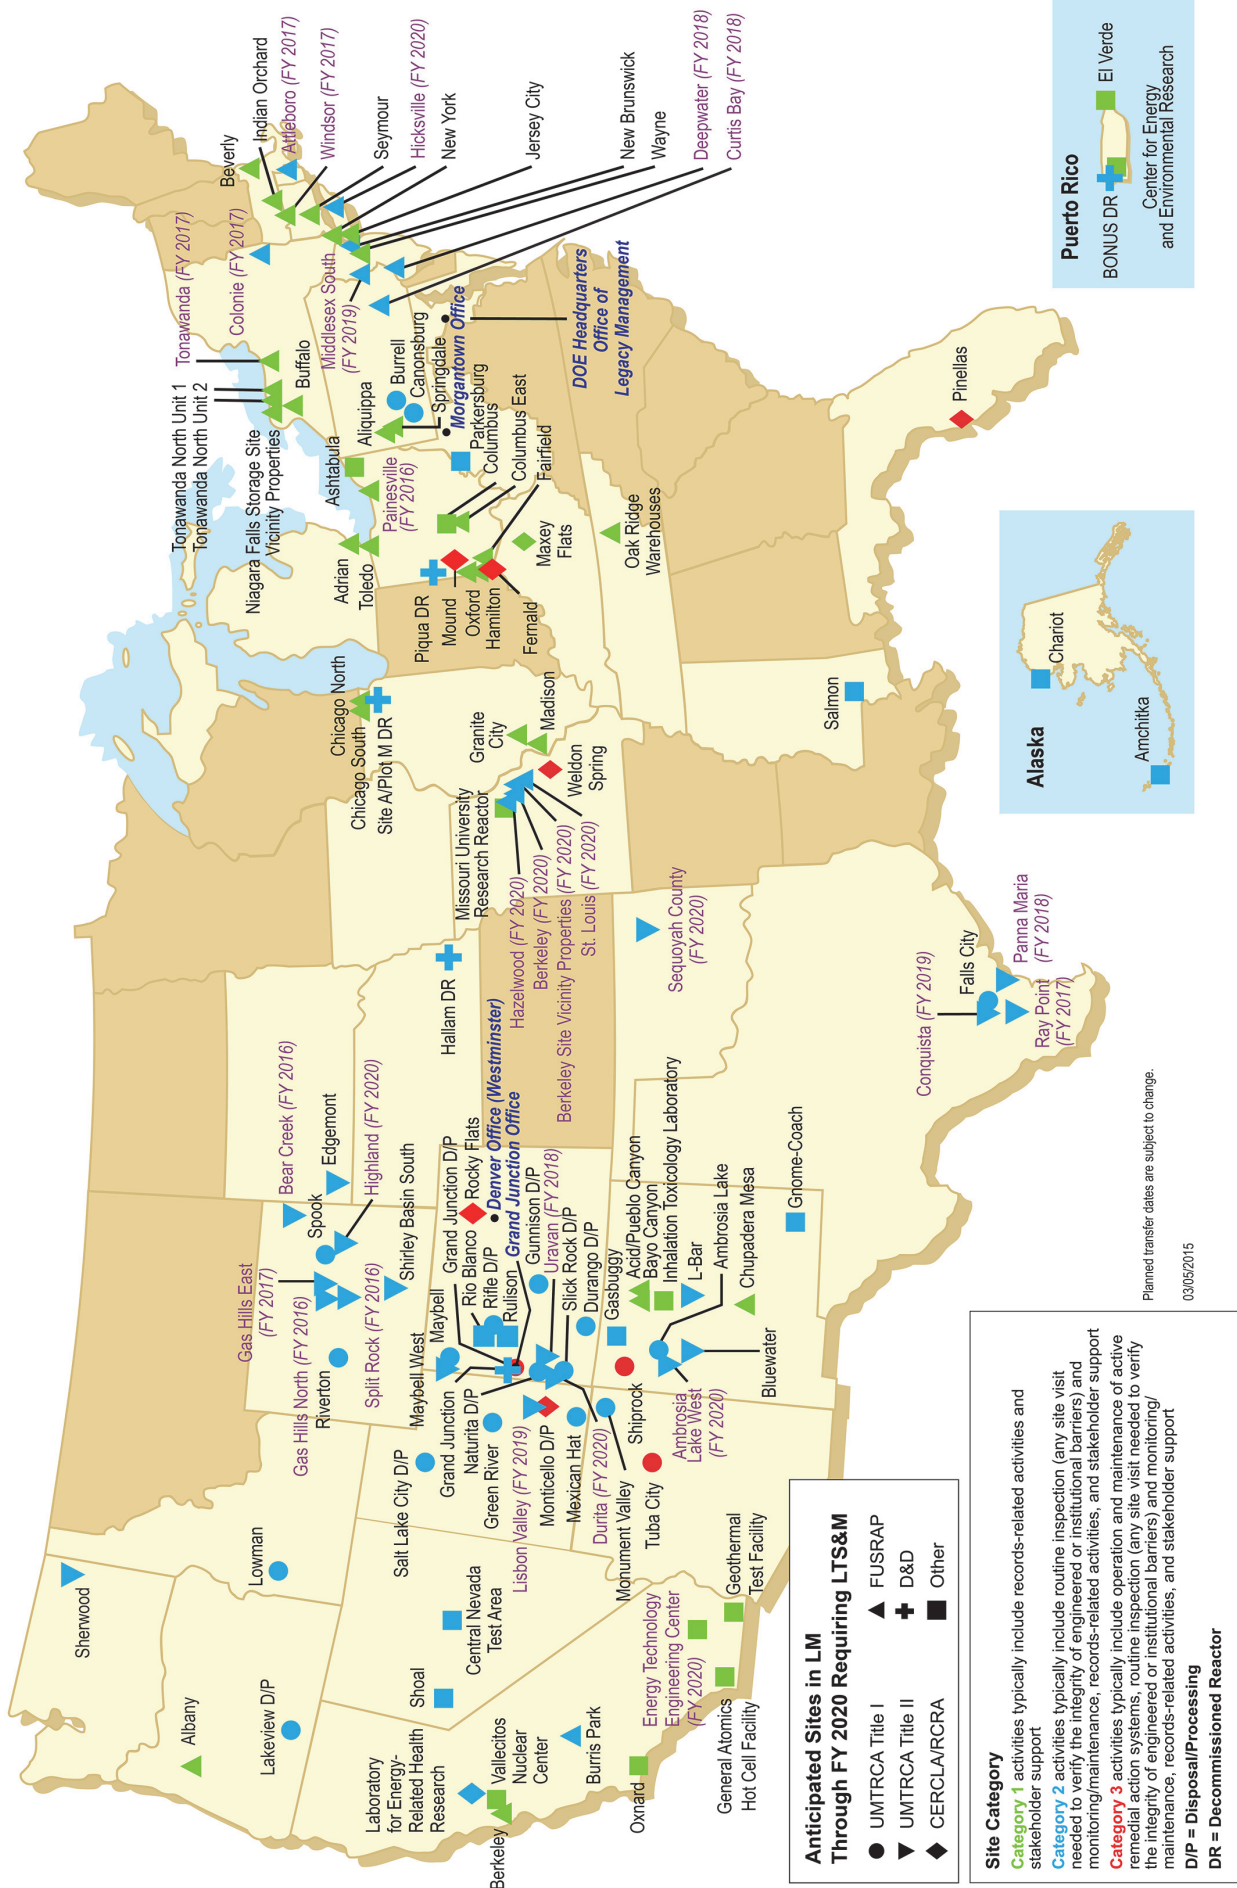 Sherwood
Albany
Lakeview D/P
Lowman
Laboratory
for Energy-
Related Health
Research
Berkeley
Vallecitos
Nuclear
Center
Burris Park
Oxnard
General Atomics
Hot Cell Facility
Energy Technology
Engineering Center
(FY 2020)
Geothermal
Test Facility
Shoal
Central Nevada
Test Area
Salt Lake City D/P
Gas Hills East
(FY 2017)
Gas Hills North (FY 2016)
Riverton
Split Rock (FY 2016)
Spook
Bear Creek (FY 2016)
Edgemont
Highland (FY 2020)
Shirley Basin South
Maybell West
Maybell
Grand Junction
Naturita D/P
Green River
Lisbon Valley (FY 2019)
Monticello D/P
Mexican Hat
Durita (FY 2020)
Monument Valley
Tuba City
Shiprock
Grand Junction D/P
Rio Blanco
Rocky Flats
Rifle D/P
Denver Office (Westminster)
Rulison
Grand Junction Office
Gunnison D/P
Uravan (FY 2018)
Slick Rock D/P
Durango D/P
Gasbuggy
Acid/Pueblo Canyon
Bayo Canyon
Inhalation Toxicology Laboratory
L-Bar
Ambrosia Lake
Chupadera Mesa
Ambrosia
Lake West
(FY 2020)
Bluewater
Gnome-Coach
Hallam DR
Missouri University
Research Reactor
Hazelwood (FY 2020)
Berkeley (FY 2020)
Berkeley Site Vicinity Properties (FY 2020)
St. Louis (FY 2020)
Weldon
Spring
Granite
City
Madison
Sequoyah County
(FY 2020)
Conquista (FY 2019)
Falls City
Panna Maria
(FY 2018)
Ray Point
(FY 2017)
Chicago North
Chicago South
Site A/Plot M DR
Salmon
Adrian
Toledo
Piqua DR
Mound
Oxford
Hamilton
Fernald
Ashtabula
Painesville
(FY 2016)
Parkersburg
Columbus
Columbus East
Fairfield
Maxey
Flats
Oak Ridge
Warehouses
Pinellas
Tonawanda North Unit 1
Tonawanda North Unit 2
Niagara Falls Storage Site
Vicinity Properties
Buffalo
Tonawanda (FY 2017)
Colonie (FY 2017)
Aliquippa
Burrell
Canonsburg
Springdale
Morgantown Office
Middlesex South
(FY 2019)
DOE Headquarters
Office of
Legacy Management
Beverly
Indian Orchard
Attleboro (FY 2017)
Windsor (FY 2017)
Seymour
Hicksville (FY 2020)
New York
Jersey City
New Brunswick
Wayne
Deepwater (FY 2018)
Curtis Bay (FY 2018)
Alaska
Chariot
Amchitka
Puerto Rico
BONUS DR
El Verde
Center for Energy
and Environmental Research
Anticipated Sites in LM
Through FY 2020 Requiring LTS&M
UMTRCA Title I
UMTRCA Title II
CERCLA/RCRA
FUSRAP
D&D
Other
Site Category
Category 1 activities typically include records-related activities and
stakeholder support
Category 2 activities typically include routine inspection (any site visit
needed to verify the integrity of engineered or institutional barriers) and
monitoring/maintenance, records-related activities, and stakeholder support
Category 3 activities typically include operation and maintenance of active
remedial action systems, routine inspection (any site visit needed to verify
the integrity of engineered or institutional barriers) and monitoring/
maintenance, records-related activities, and stakeholder support
D/P = Disposal/Processing
DR = Decommissioned Reactor
Planned transfer dates are subject to change.
03/05/2015